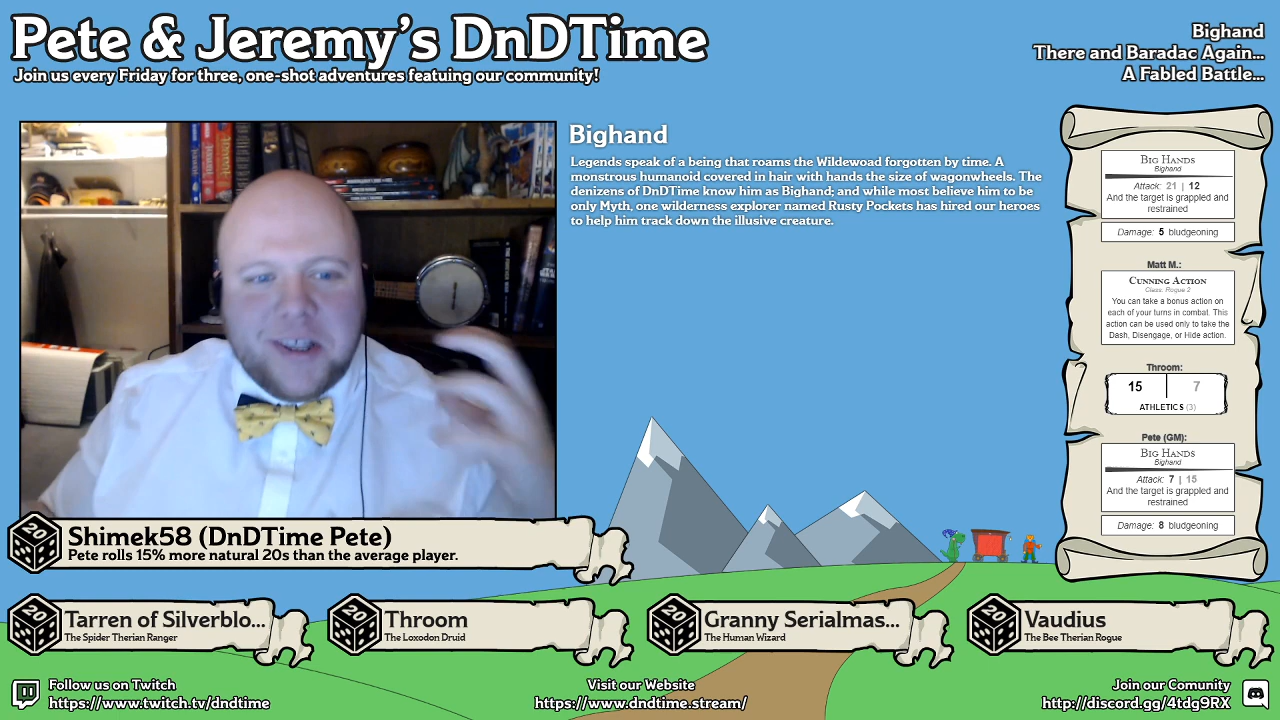 Pete & Jeremy's DnDTime
Join us every Friday for three, one-shot adventures featuing our community!
Bighand
There and Baradac Again...
A Fabled Battle...
Bighand
Legends speak of a being that roams the Wildewoad forgotten by time. A
monstrous humanoid covered in hair with hands the size of wagonwheels. The
denizens of DnDTime know him as Bighand; and while most believe him to be
only Myth, one wilderness explorer named Rusty Pockets has hired our heroes
to help him track down the illusive creature.
BIG HANDS
Bighand
Attack: 21 | 12
And the target is grappled and
restrained
Damage: 5 bludgeoning
Matt M.:
CUNNING ACTION
Class: Rogue 2
You can take a bonus action on
each of your turns in combat. This
action can be used only to take the
Dash, Disengage, or Hide action.
Throom:
15 | 7
ATHLETICS (3)
Pete (GM):
BIG HANDS
Bighand
Attack: 7 | 15
And the target is grappled and
restrained
Damage: 8 bludgeoning
20
Shimek58 (DnDTime Pete)
Pete rolls 15% more natural 20s than the average player.
20
Tarren of Silverblo...
The Spider Therian Ranger
20
Throom
The Loxodon Druid
20
Granny Serialmas...
The Human Wizard
20
Vaudius
The Bee Therian Rogue
Follow us on Twitch
https://www.twitch.tv/dndtime
Visit our Website
https://www.dndtime.stream/
Join our Comunity
http://discord.gg/4tdg9RX